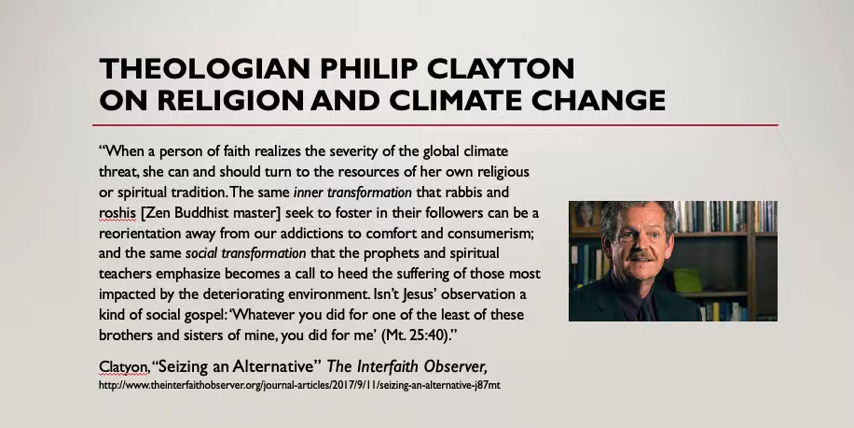 THEOLOGIAN PHILIP CLAYTON
ON RELIGION AND CLIMATE CHANGE
“When a person of faith realizes the severity of the global climate
threat, she can and should turn to the resources of her own religious
or spiritual tradition. The same inner transformation that rabbis and
roshis [Zen Buddhist master] seek to foster in their followers can be a
reorientation away from our addictions to comfort and consumerism;
and the same social transformation that the prophets and spiritual
teachers emphasize becomes a call to heed the suffering of those most
impacted by the deteriorating environment. Isn’t Jesus’ observation a
kind of social gospel: ‘Whatever you did for one of the least of these
brothers and sisters of mine, you did for me’ (Mt. 25:40).”
Clatyon, “Seizing an Alternative” The Interfaith Observer,
http://www.theinterfaithobserver.org/journal-articles/2017/9/11/seizing-an-alternative-j87mt